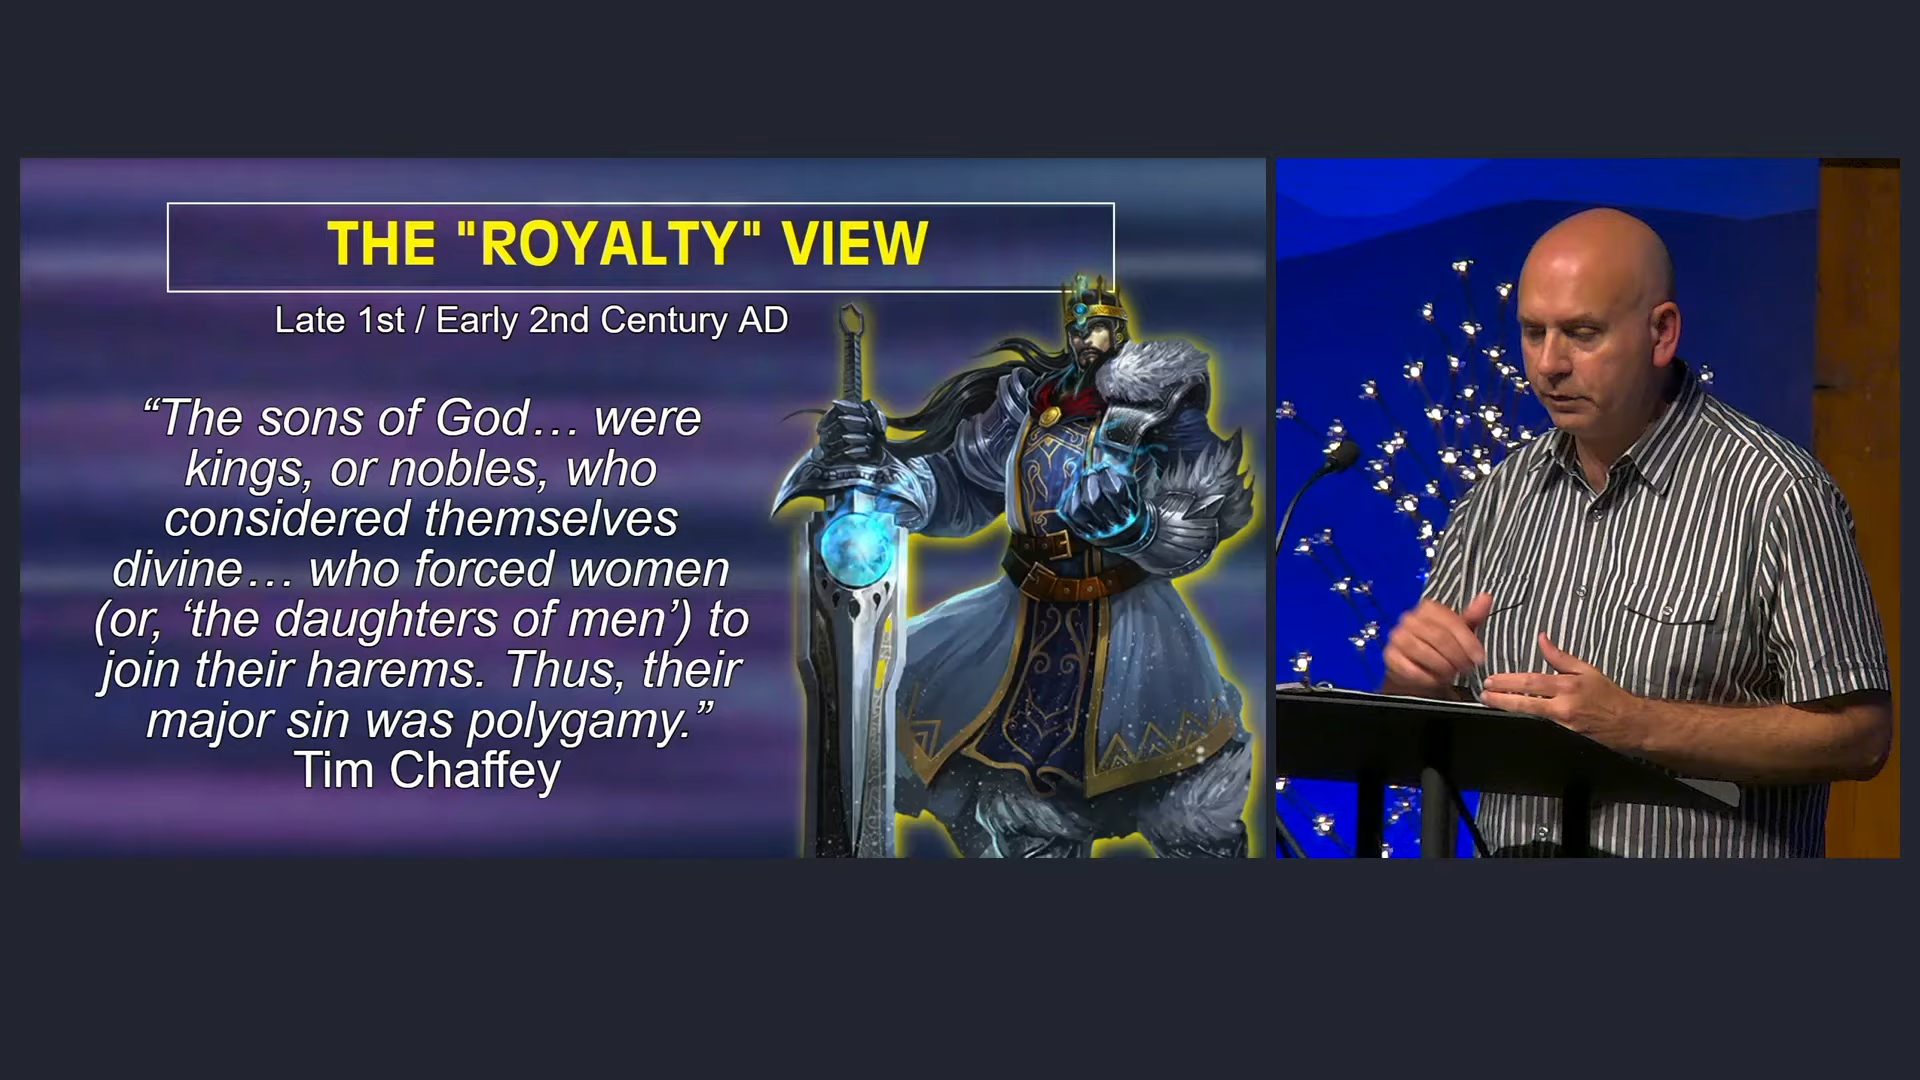 THE "ROYALTY" VIEW
Late 1st / Early 2nd Century AD
“The sons of God… were
kings, or nobles, who
considered themselves
divine… who forced women
(or, ‘the daughters of men’) to
join their harems. Thus, their
major sin was polygamy.”
Tim Chaffey